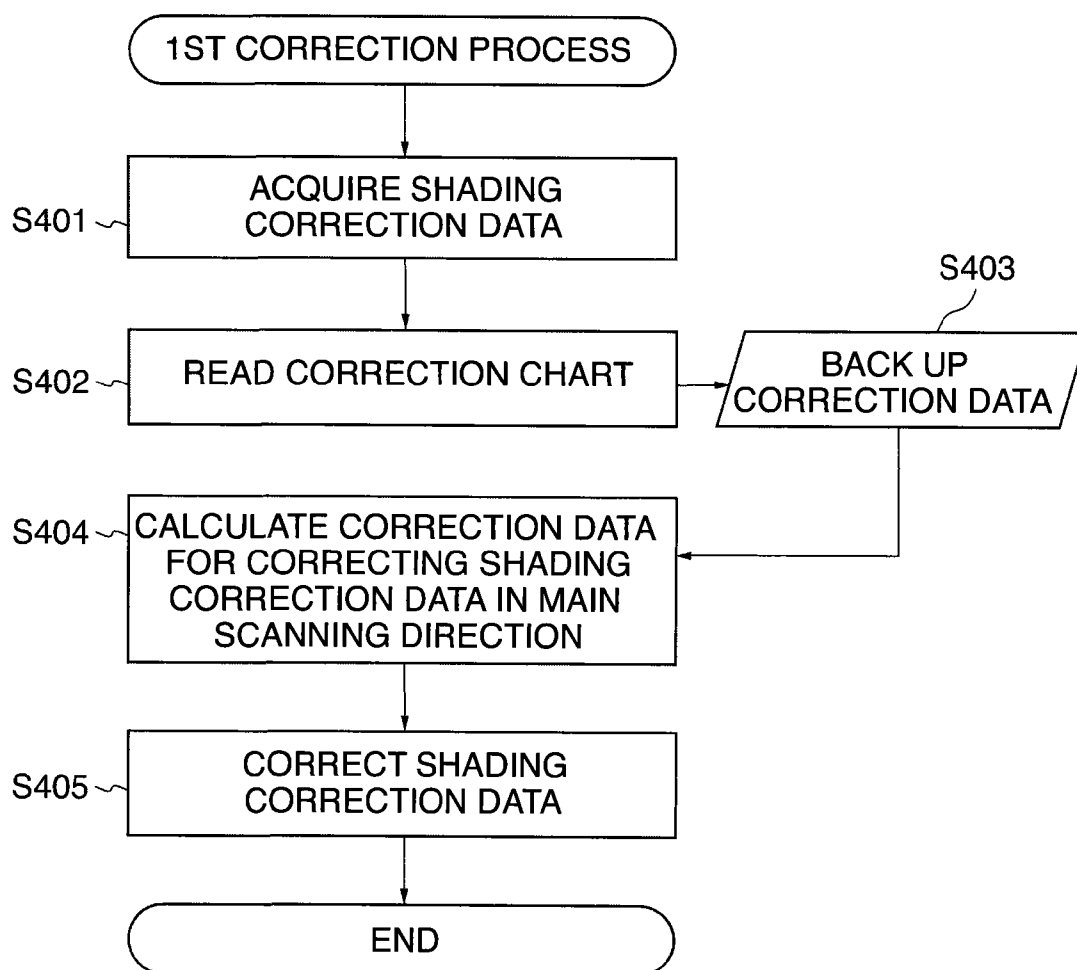 1ST CORRECTION PROCESS
S401
ACQUIRE SHADING
CORRECTION DATA
S402
READ CORRECTION CHART
S403
BACK UP
CORRECTION DATA
S404
CALCULATE CORRECTION DATA
FOR CORRECTING SHADING
CORRECTION DATA IN MAIN
SCANNING DIRECTION
S405
CORRECT SHADING
CORRECTION DATA
END